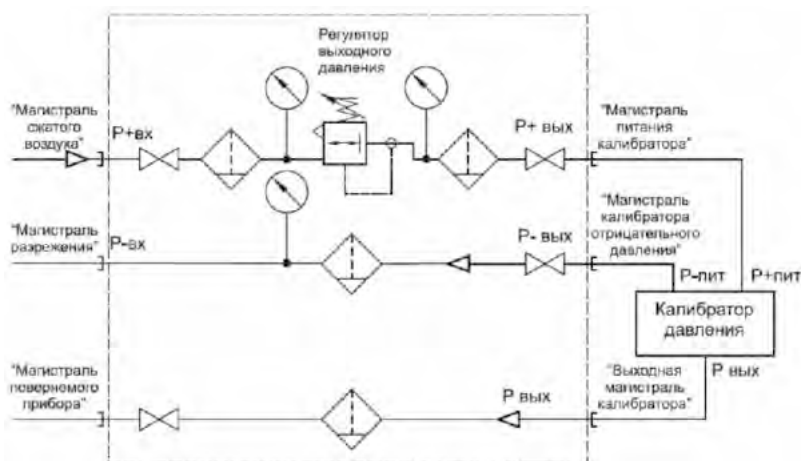 Регулятор
выходного
давления
"Магистраль
сжатого
воздуха"
Р+вх
Р+ вых
"Магистраль
питания
калибратора"
"Магистраль
разрежения"
Р-вх
Р- вых
"Магистраль
калибратора
отрицательного
давления"
Р-пит
Р+пит
Калибратор
давления
"Магистраль
поверяемого
прибора"
Р вых
"Выходная
магистраль
калибратора"
Р вых